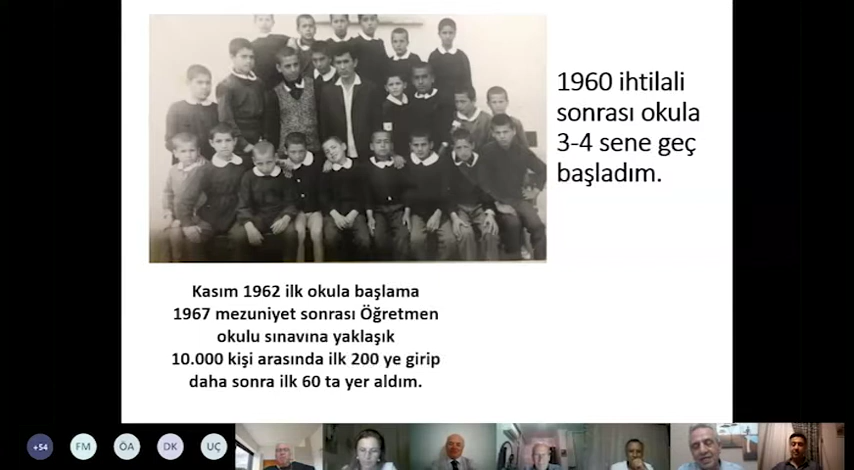 1960 ihtilali
sonrası okula
3-4 sene geç
başladım.
Kasım 1962 ilk okula başlama
1967 mezuniyet sonrası Öğretmen
okulu sınavına yaklaşık
10.000 kişi arasında ilk 200 ye girip
daha sonra ilk 60 ta yer aldım.
+54 FM ÖA DK UÇ